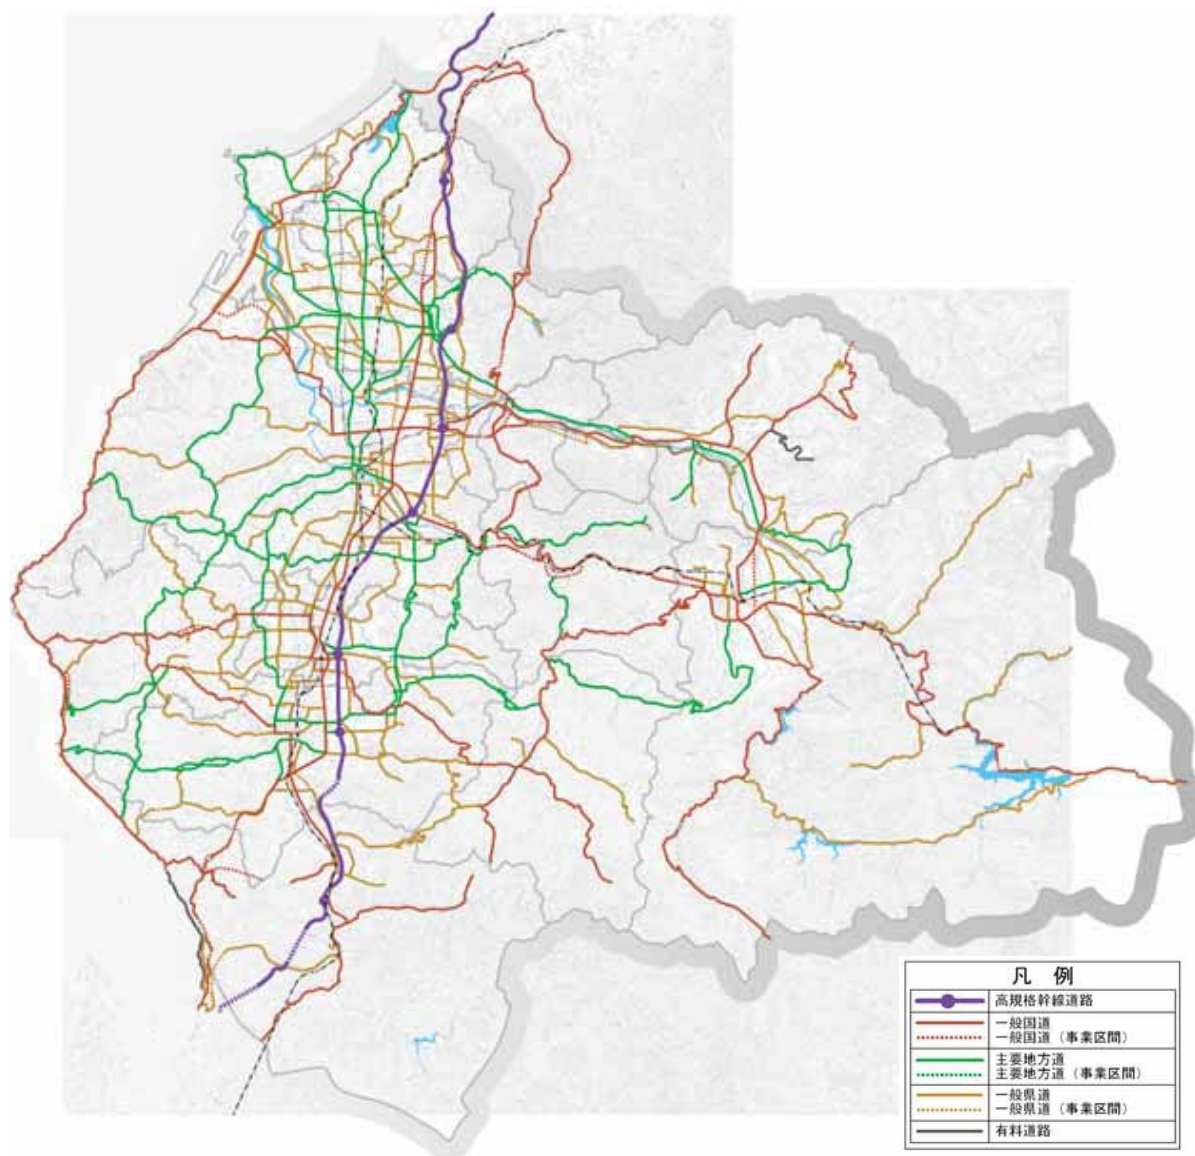 凡 例
高規格幹線道路
一般国道
一般国道（事業区間）
主要地方道
主要地方道（事業区間）
一般県道
一般県道（事業区間）
有料道路